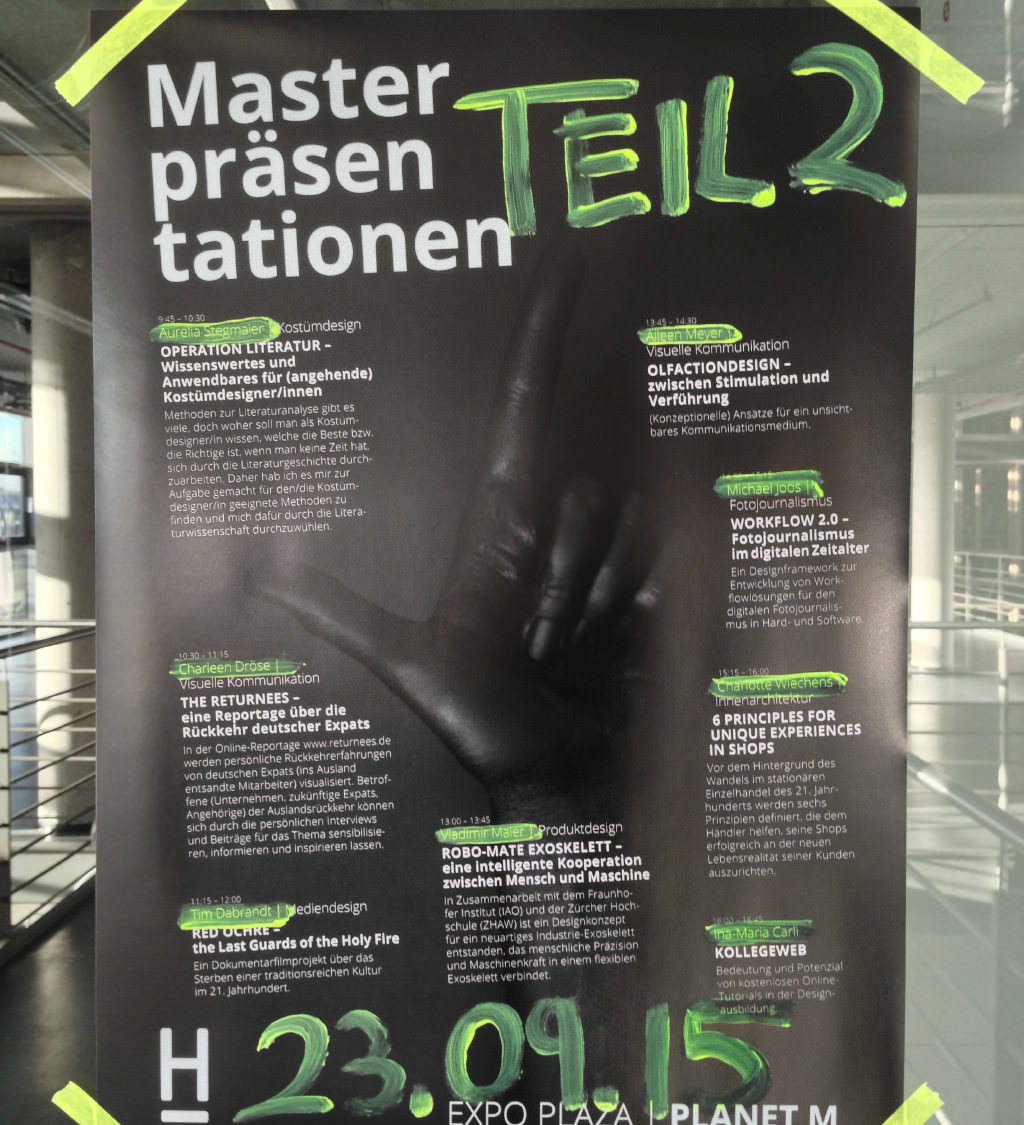 Master
präsen
tationen
TEIL 2
9:45 – 10:30
Aurelia Stegmaier | Kostümdesign
OPERATION LITERATUR –
Wissenswertes und
Anwendbares für (angehende)
Kostümdesigner/innen
Methoden zur Literaturanalyse gibt es
viele, doch woher soll man als Kostüm-
designer/in wissen, welche die Beste bzw.
die Richtige ist, wenn man keine Zeit hat,
sich durch die Literaturgeschichte durch-
zuarbeiten. Daher hab ich es mir zur
Aufgabe gemacht für den/die Kostüm-
designer/in geeignete Methoden zu
finden und mich dafür durch die Litera-
turwissenschaft durchzuwühlen.
10:30 – 11:15
Charleen Dröse |
Visuelle Kommunikation
THE RETURNEES –
eine Reportage über die
Rückkehr deutscher Expats
In der Online-Reportage www.returnees.de
werden persönliche Rückkehrerfahrungen
von deutschen Expats (ins Ausland
entsandte Mitarbeiter) visualisiert. Betrof-
fene (Unternehmen, zukünftige Expats,
Angehörige) der Auslandsrückkehr können
sich durch die persönlichen Interviews
und Beiträge für das Thema sensibilisie-
ren, informieren und inspirieren lassen.
11:15 – 12:00
Tim Dabrandt | Mediendesign
RED OCHRE –
the Last Guards of the Holy Fire
Ein Dokumentarfilmprojekt über das
Sterben einer traditionsreichen Kultur
im 21. Jahrhundert.
13:00 – 13:45
Vladimir Maier | Produktdesign
ROBO-MATE EXOSKELETT –
eine intelligente Kooperation
zwischen Mensch und Maschine
In Zusammenarbeit mit dem Fraunho-
fer Institut (IAO) und der Zürcher Hoch-
schule (ZHAW) ist ein Designkonzept
für ein neuartiges Industrie-Exoskelett
entstanden, das menschliche Präzision
und Maschinenkraft in einem flexiblen
Exoskelett verbindet.
13:45 – 14:30
Aileen Meyer |
Visuelle Kommunikation
OLFACTIONDESIGN –
zwischen Stimulation und
Verführung
(Konzeptionelle) Ansätze für ein unsicht-
bares Kommunikationsmedium.
14:30 – 15:15
Michael Joos |
Fotojournalismus
WORKFLOW 2.0 –
Fotojournalismus
im digitalen Zeitalter
Ein Designframework zur
Entwicklung von Work-
flowlösungen für den
digitalen Fotojournalis-
mus in Hard- und Software.
15:15 – 16:00
Charlotte Wiechens |
Innenarchitektur
6 PRINCIPLES FOR
UNIQUE EXPERIENCES
IN SHOPS
Vor dem Hintergrund des
Wandels im stationären
Einzelhandel des 21. Jahr-
hunderts werden sechs
Prinzipien definiert, die dem
Händler helfen, seine Shops
erfolgreich an der neuen
Lebensrealität seiner Kunden
auszurichten.
16:00 – 16:45
Ina-Maria Carli
KOLLEGEWEB
Bedeutung und Potenzial
von kostenlosen Online-
Tutorials in der Design-
ausbildung.
H
23.09.15
EXPO PLAZA | PLANET M